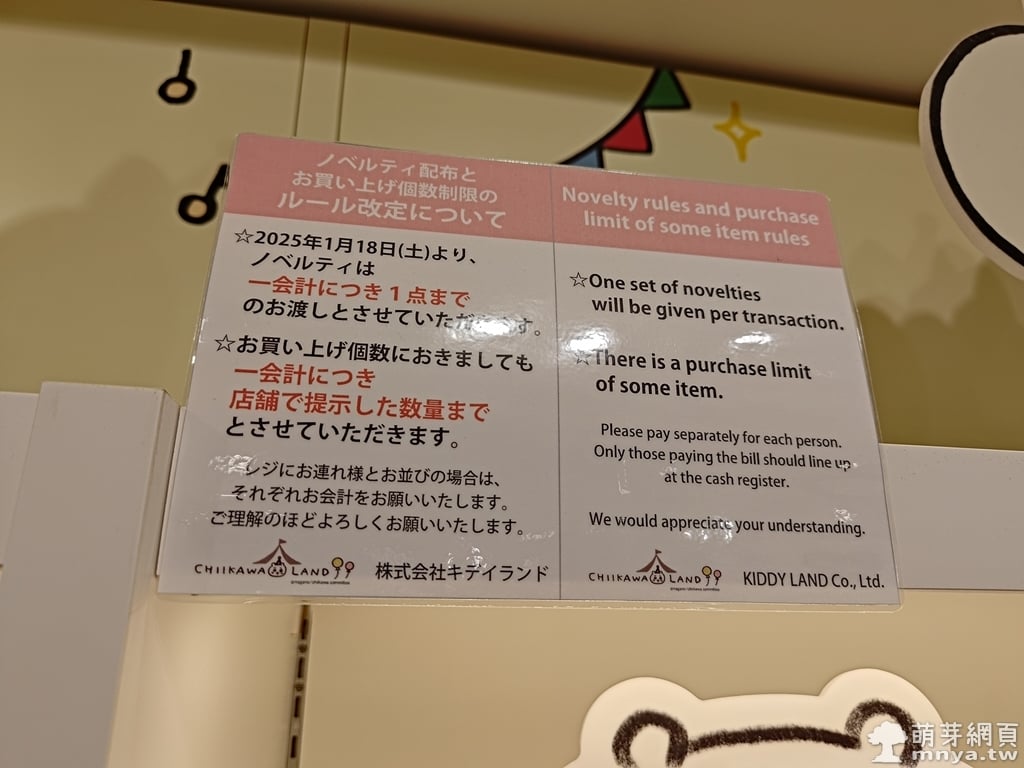 ノベルティ配布と
お買い上げ個数制限の
ルール改定について
☆2025年1月18日(土)より、
ノベルティは
一会計につき1点まで
のお渡しとさせていただきます。
☆お買い上げ個数におきましても
一会計につき
店舗で提示した数量まで
とさせていただきます。
レジにお連れ様とお並びの場合は、
それぞれお会計をお願いいたします。
ご理解のほどよろしくお願いいたします。
CHIIKAWA LAND
株式会社キデイランド
Novelty rules and purchase
limit of some item rules
☆One set of novelties
will be given per transaction.
☆There is a purchase limit
of some item.
Please pay separately for each person.
Only those paying the bill should line up
at the cash register.
We would appreciate your understanding.
CHIIKAWA LAND
KIDDY LAND Co., Ltd.
萌芽網頁
mnya.tw